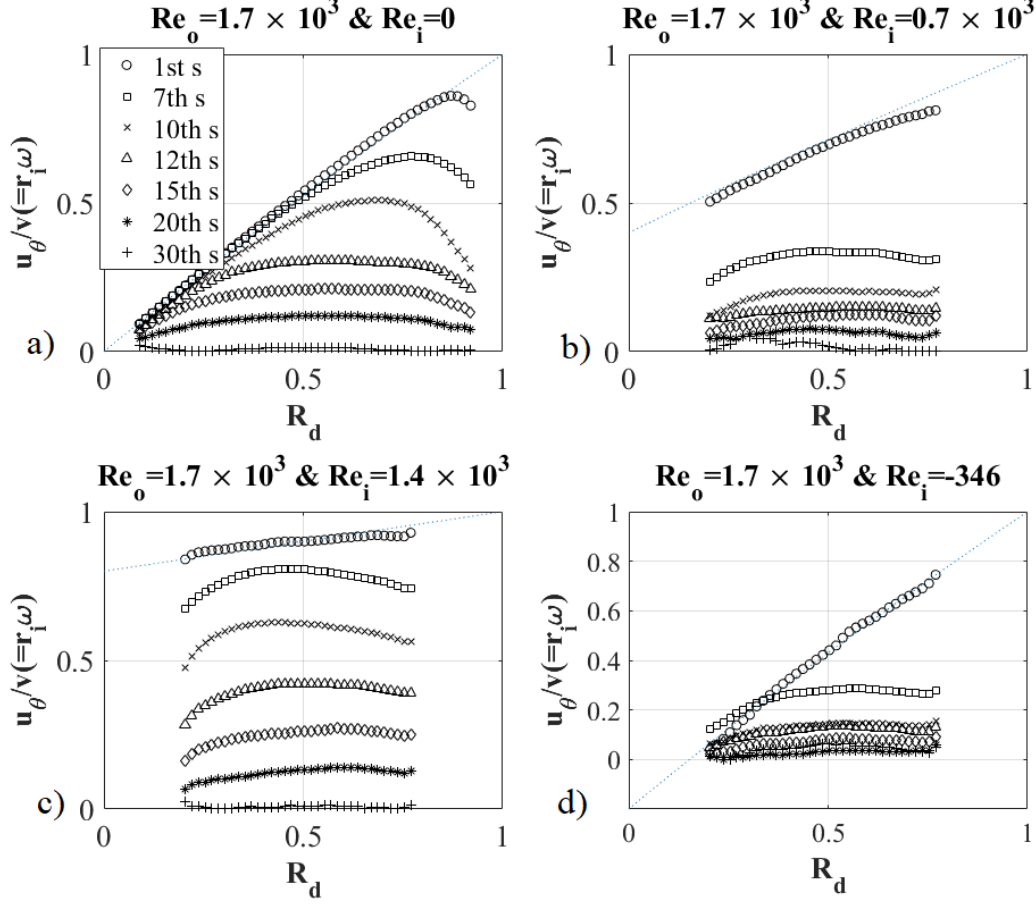 Re_o=1.7 × 10^3 & Re_i=0
1
0.5
0
u_θ/v(=r_iω)
1st s
7th s
10th s
12th s
15th s
20th s
30th s
a)
0 0.5 1
R_d
Re_o=1.7 × 10^3 & Re_i=0.7 × 10^3
1
0.5
0
u_θ/v(=r_iω)
b)
0 0.5 1
R_d
Re_o=1.7 × 10^3 & Re_i=1.4 × 10^3
1
0.5
0
u_θ/v(=r_iω)
c)
0 0.5 1
R_d
Re_o=1.7 × 10^3 & Re_i=-346
1
0.8
0.6
0.4
0.2
0
u_θ/v(=r_iω)
d)
0 0.5 1
R_d